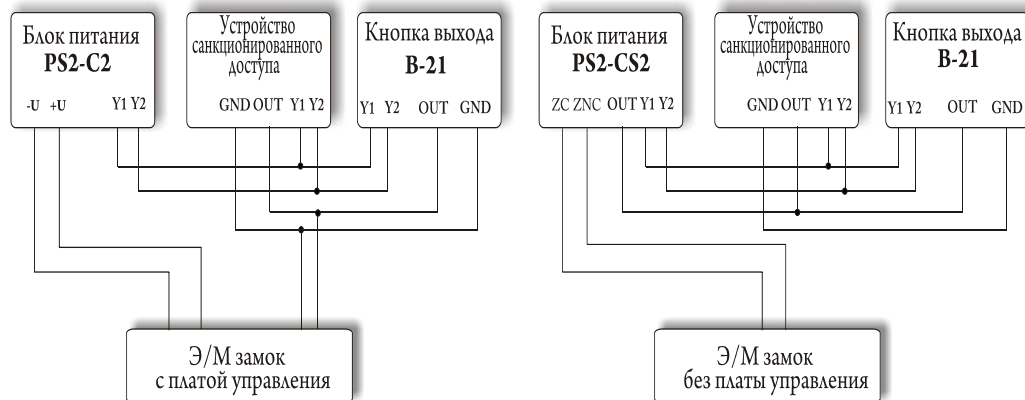 Блок питания
PS2-C2
-U +U Y1 Y2
Устройство
санкционированного
доступа
GND OUT Y1 Y2
Кнопка выхода
B-21
Y1 Y2 OUT GND
Э/М замок
с платой управления
Блок питания
PS2-CS2
ZC ZNC OUT Y1 Y2
Устройство
санкционированного
доступа
GND OUT Y1 Y2
Кнопка выхода
B-21
Y1 Y2 OUT GND
Э/М замок
без платы управления